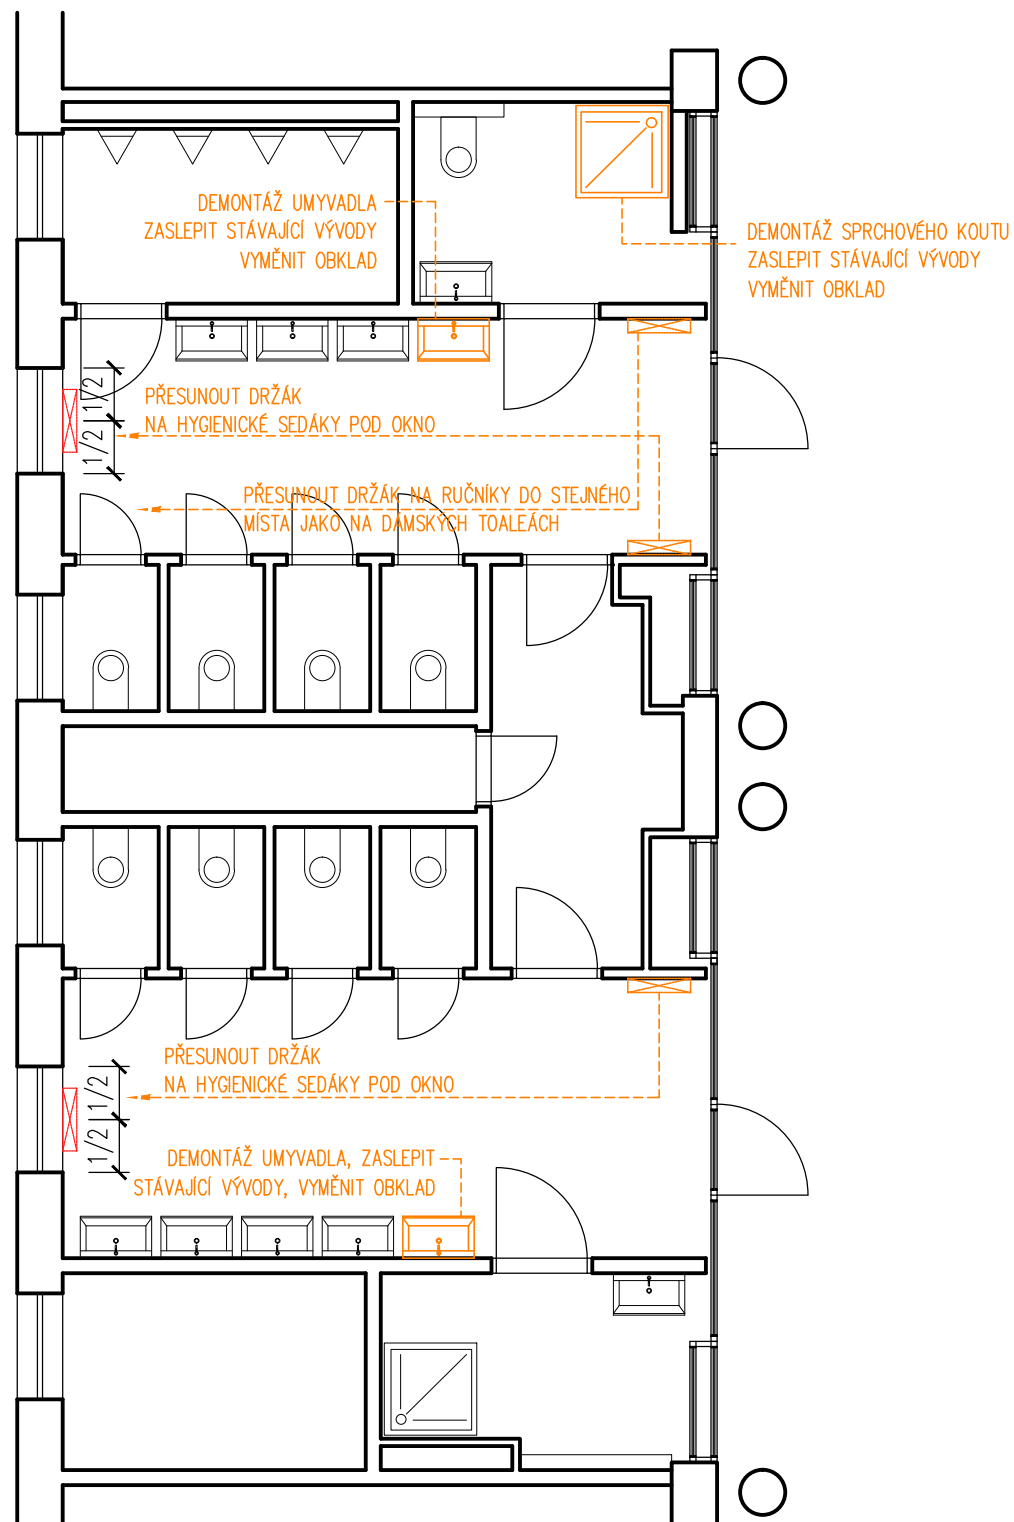 DEMONTÁŽ UMYVADLA
ZASLEPIT STÁVAJÍCÍ VÝVODY
VYMĚNIT OBKLAD
DEMONTÁŽ SPRCHOVÉHO KOUTU
ZASLEPIT STÁVAJÍCÍ VÝVODY
VYMĚNIT OBKLAD
1/2
1/2
PŘESUNOUT DRŽÁK
NA HYGIENICKÉ SEDÁKY POD OKNO
PŘESUNOUT DRŽÁK NA RUČNÍKY DO STEJNÉHO
MÍSTA JAKO NA DÁMSKÝCH TOALEÁCH
PŘESUNOUT DRŽÁK
NA HYGIENICKÉ SEDÁKY POD OKNO
1/2
1/2
DEMONTÁŽ UMYVADLA, ZASLEPIT
STÁVAJÍCÍ VÝVODY, VYMĚNIT OBKLAD